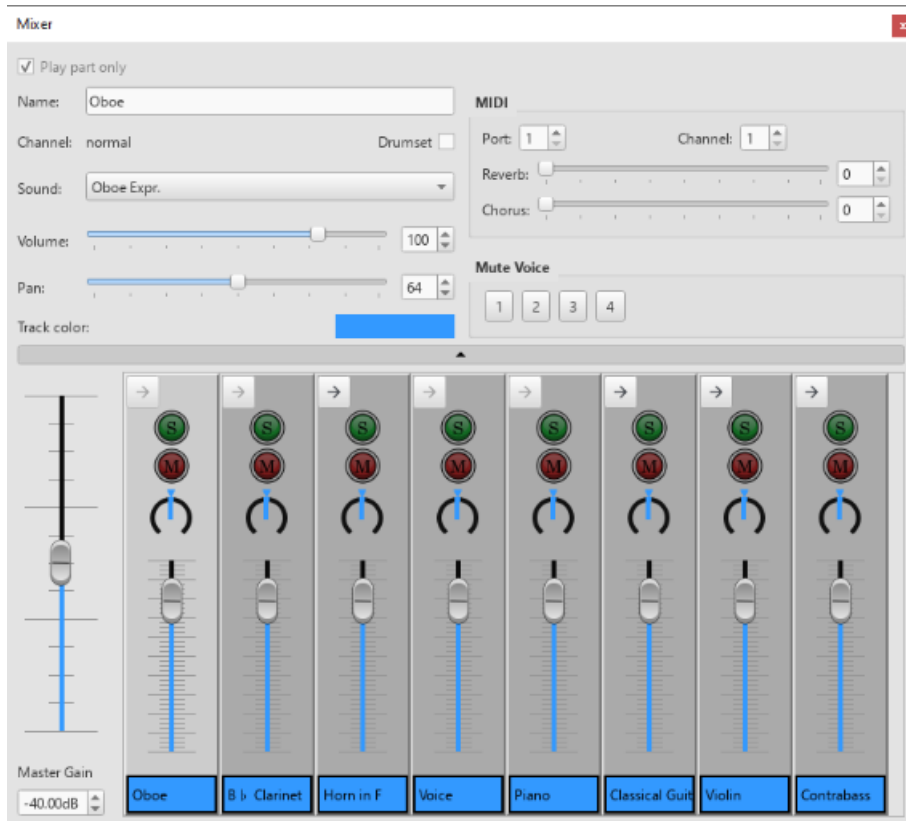 Mixer
x
Play part only
Name: Oboe
Channel: normal Drumset
Sound: Oboe Expr.
Volume: 100
Pan: 64
Track color:
MIDI
Port: 1 Channel: 1
Reverb: 0
Chorus: 0
Mute Voice
1 2 3 4
S S S S S S S S
M M M M M M M M
Master Gain
-40.00dB
Oboe B♭ Clarinet Horn in F Voice Piano Classical Guit Violin Contrabass